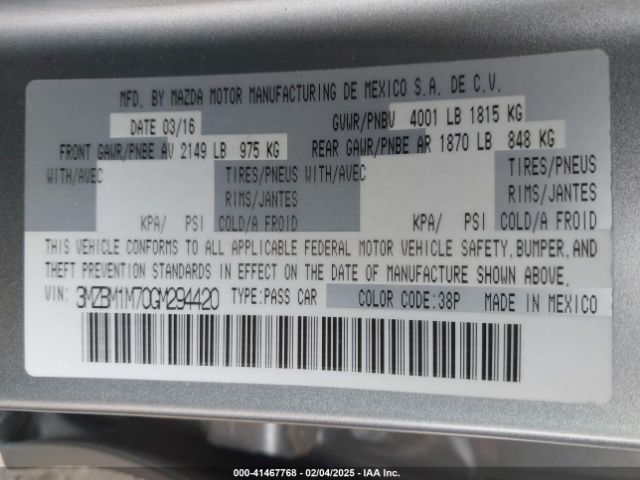 MFD. BY MAZDA MOTOR MANUFACTURING DE MEXICO S.A. DE C.V.
DATE 03/16 GVWR/PNBV 4001 LB 1815 KG
FRONT GAWR/PNBE AV 2149 LB 975 KG REAR GAWR/PNBE AR 1870 LB 848 KG
WITH/AVEC TIRES/PNEUS WITH/AVEC TIRES/PNEUS
RIMS/JANTES RIMS/JANTES
KPA/ PSI COLD/A FROID KPA/ PSI COLD/A FROID
THIS VEHICLE CONFORMS TO ALL APPLICABLE FEDERAL MOTOR VEHICLE SAFETY, BUMPER, AND
THEFT PREVENTION STANDARDS IN EFFECT ON THE DATE OF MANUFACTURE SHOWN ABOVE.
VIN: 3MZBM1M70GM294420 TYPE:PASS CAR COLOR CODE:38P MADE IN MEXICO
000-41467768 - 02/04/2025 - IAA Inc.